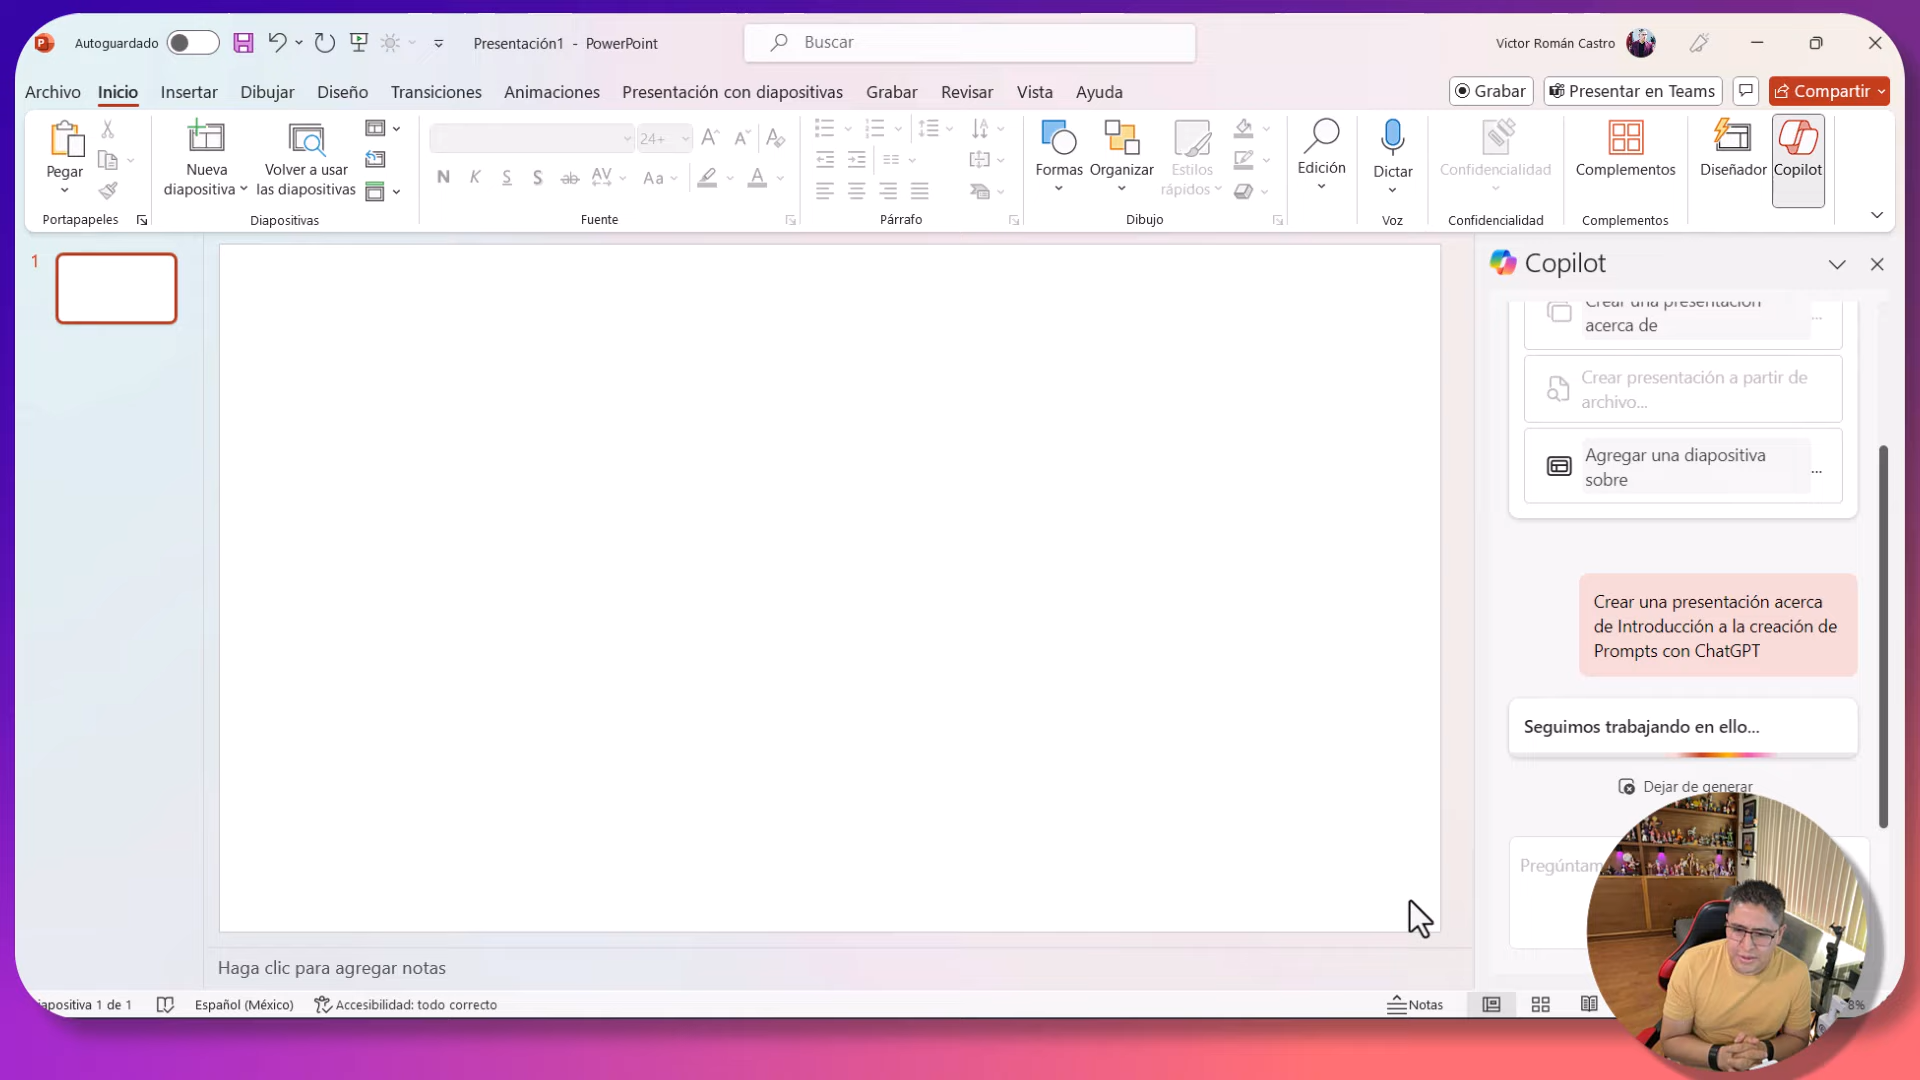 Autoguardado
Presentación1 - PowerPoint
Buscar
Victor Román Castro
Archivo Inicio Insertar Dibujar Diseño Transiciones Animaciones Presentación con diapositivas Grabar Revisar Vista Ayuda
Grabar
Presentar en Teams
Compartir
Pegar
Portapapeles
Nueva
diapositiva
Volver a usar
las diapositivas
Diapositivas
24+
N K S S ab AV Aa A
Fuente
Párrafo
Formas
Organizar
Estilos
rápidos
Dibujo
Edición
Dictar
Voz
Confidencialidad
Confidencialidad
Complementos
Complementos
Diseñador
Copilot
1
Copilot
Crear una presentación
acerca de
...
Crear presentación a partir de
archivo...
Agregar una diapositiva
sobre
...
Crear una presentación acerca
de Introducción a la creación de
Prompts con ChatGPT
Seguimos trabajando en ello...
Dejar de generar
Haga clic para agregar notas
1 de 1
Español (México)
Accesibilidad: todo correcto
Notas